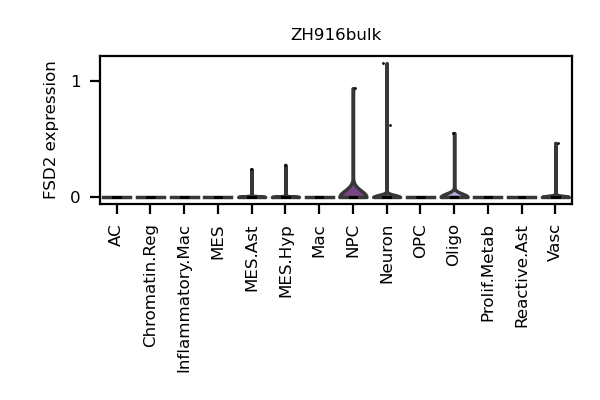 ZH916bulk
FSD2 expression
1
0
AC
Chromatin.Reg
Inflammatory.Mac
MES
MES.Ast
MES.Hyp
Mac
NPC
Neuron
OPC
Oligo
Prolif.Metab
Reactive.Ast
Vasc